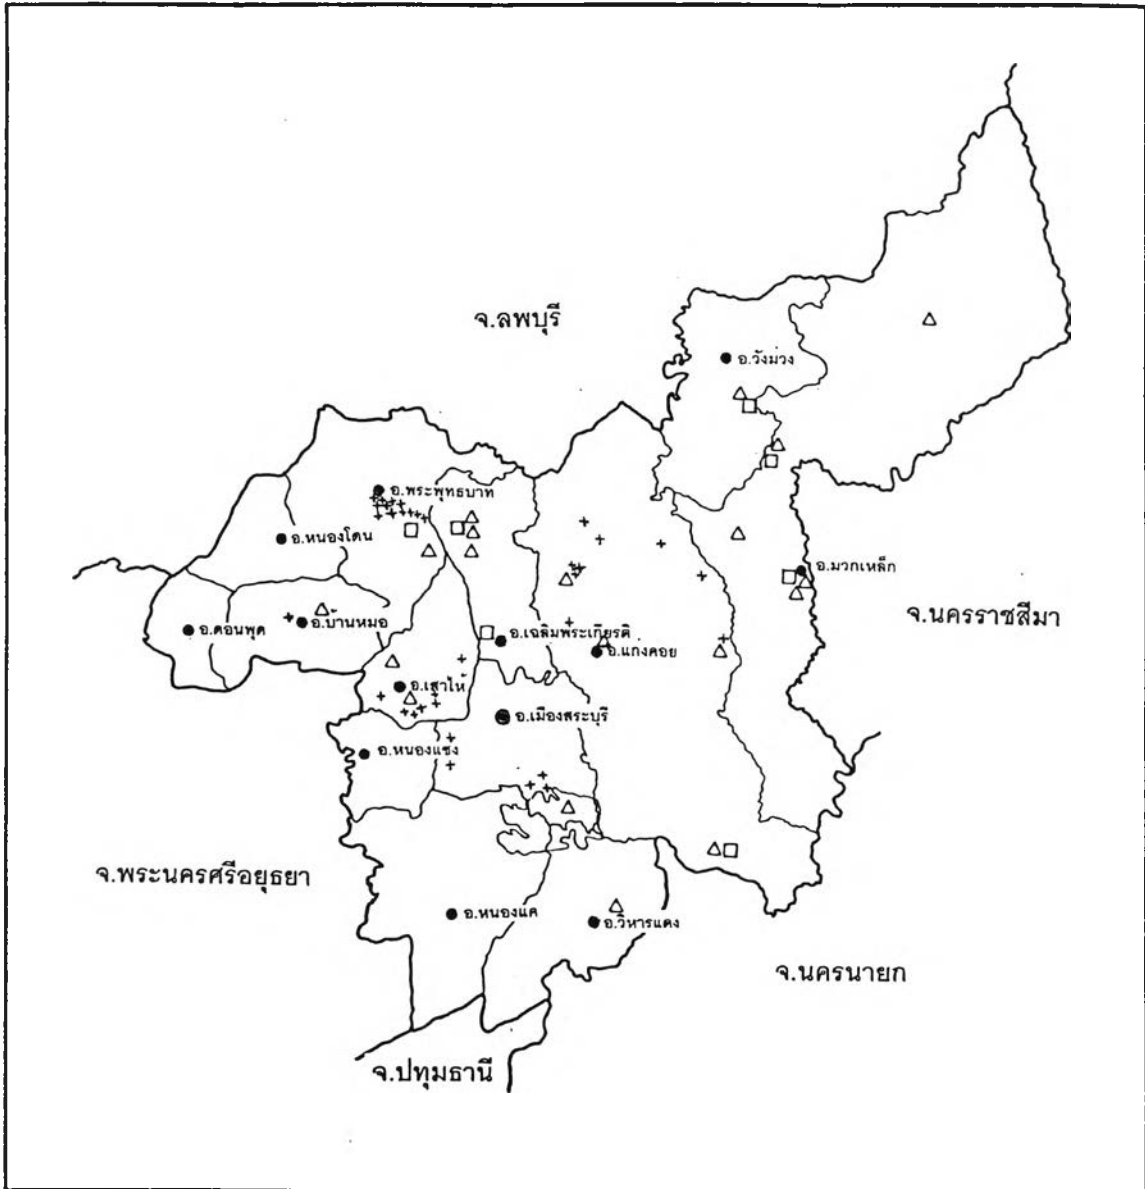 จ.ลพบุรี
อ.วังม่วง
อ.พระพุทธบาท
อ.หนองโดน
อ.มวกเหล็ก
จ.นครราชสีมา
อ.ดอนพุด
อ.บ้านหมอ
อ.เฉลิมพระเกียรติ
อ.แก่งคอย
อ.เสาไห้
อ.เมืองสระบุรี
อ.หนองแซง
จ.พระนครศรีอยุธยา
อ.หนองแค
อ.วิหารแดง
จ.นครนายก
จ.ปทุมธานี